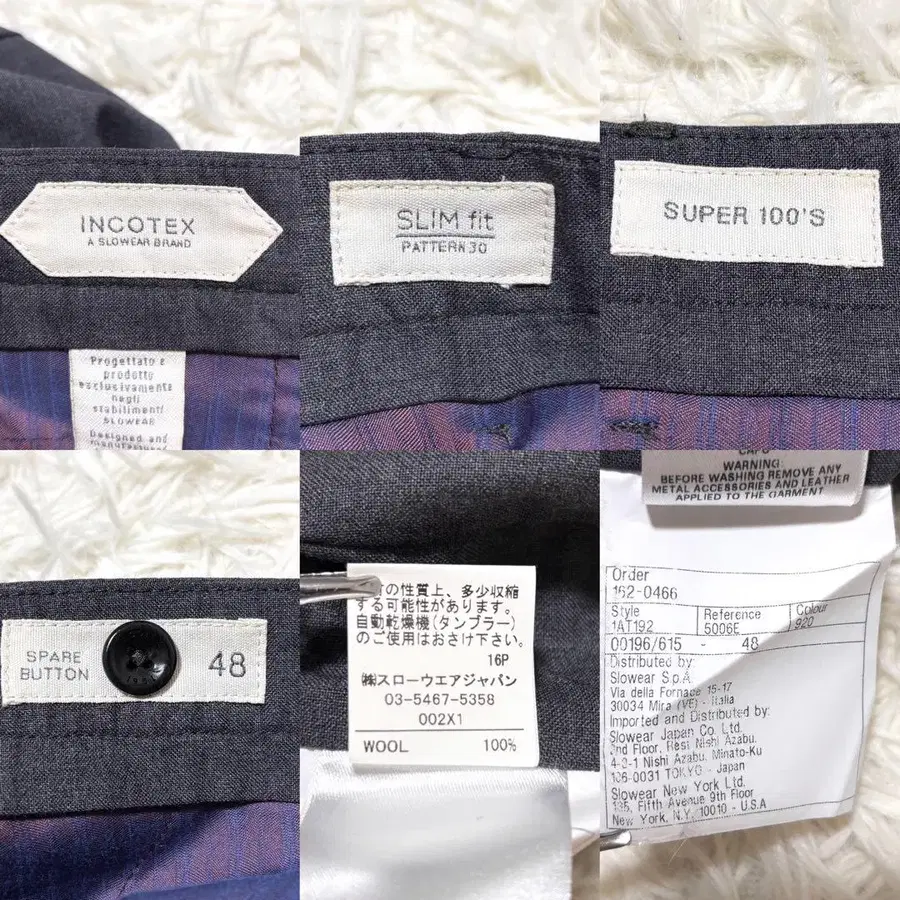 INCOTEX
A SLOWEAR BRAND
Progettato e
prodotto
esclusivamente
negli
stabilimenti
SLOWEAR
Designed and
SLIM fit
PATTERN 30
SUPER 100'S
SPARE
BUTTON
48
の性質上、多少収縮
する可能性があります。
自動乾燥機(タンブラー)
のご使用はおさけ下さい。
16P
㈱スローウエアジャパン
03-5467-5358
002X1
WOOL 100%
WARNING:
BEFORE WASHING REMOVE ANY
METAL ACCESSORIES AND LEATHER
APPLIED TO THE GARMENT
Order
162-0466
Style Reference Colour
1AT192 5006E 920
00196/615 - 48
Distributed by:
Slowear S.p.A.
Via della Fornace 15-17
30034 Mira (VE) - Italia
Imported and Distributed by:
Slowear Japan Co. Ltd.
2nd Floor, Resi Nishi Azabu,
4-2-1 Nishi Azabu, Minato-Ku
106-0031 TOKYO - Japan
Slowear New York Ltd.
135, Fifth Avenue 9th Floor
New York, N.Y. 10010 - U.S.A